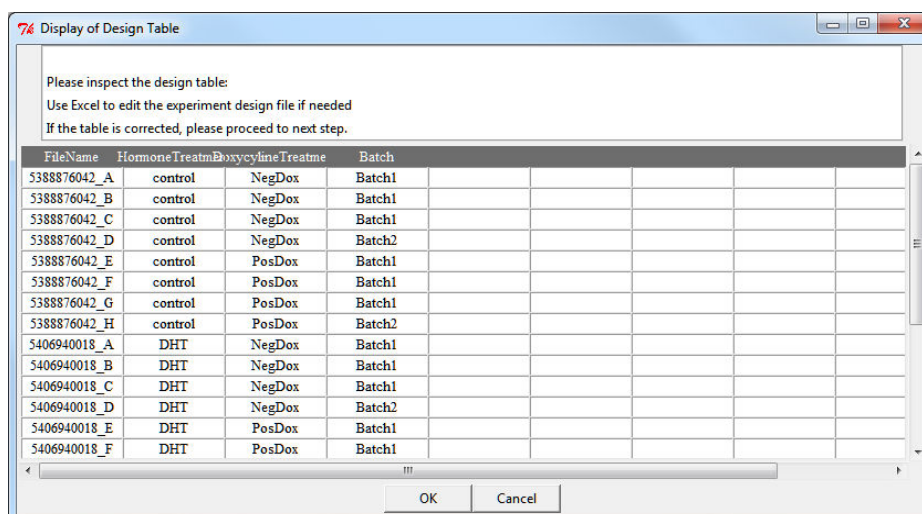 Display of Design Table
Please inspect the design table:
Use Excel to edit the experiment design file if needed
If the table is corrected, please proceed to next step.
FileName HormoneTreatme DoxycylineTreatme Batch
5388876042_A control NegDox Batch1
5388876042_B control NegDox Batch1
5388876042_C control NegDox Batch1
5388876042_D control NegDox Batch2
5388876042_E control PosDox Batch1
5388876042_F control PosDox Batch1
5388876042_G control PosDox Batch1
5388876042_H control PosDox Batch2
5406940018_A DHT NegDox Batch1
5406940018_B DHT NegDox Batch1
5406940018_C DHT NegDox Batch1
5406940018_D DHT NegDox Batch2
5406940018_E DHT PosDox Batch1
5406940018_F DHT PosDox Batch1
OK Cancel